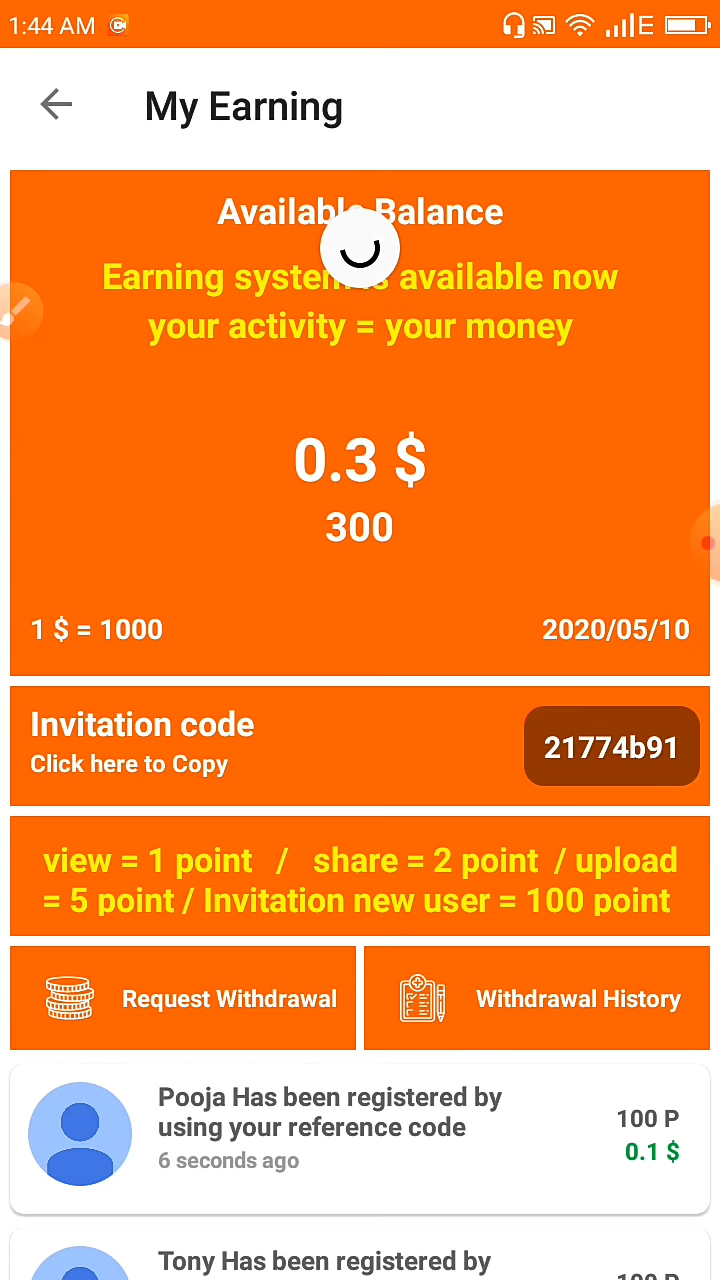 1:44 AM
E
My Earning
Available Balance
Earning system is available now
your activity = your money
0.3 $
300
1 $ = 1000
2020/05/10
Invitation code
Click here to Copy
21774b91
view = 1 point / share = 2 point / upload
= 5 point / Invitation new user = 100 point
Request Withdrawal
Withdrawal History
Pooja Has been registered by
using your reference code
6 seconds ago
100 P
0.1 $
Tony Has been registered by
100 P